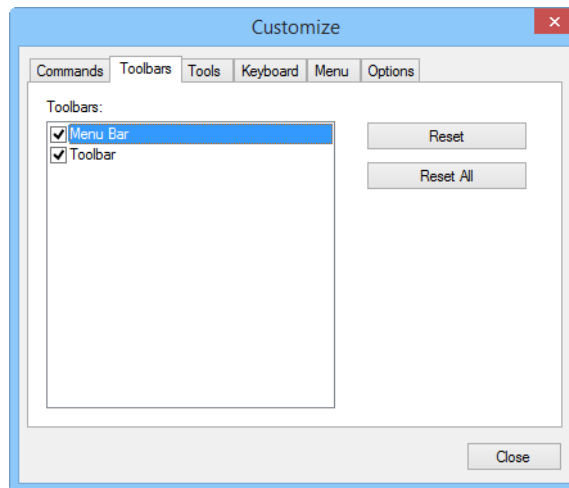 Customize
Commands Toolbars Tools Keyboard Menu Options
Toolbars:
Menu Bar
Toolbar
Reset
Reset All
Close